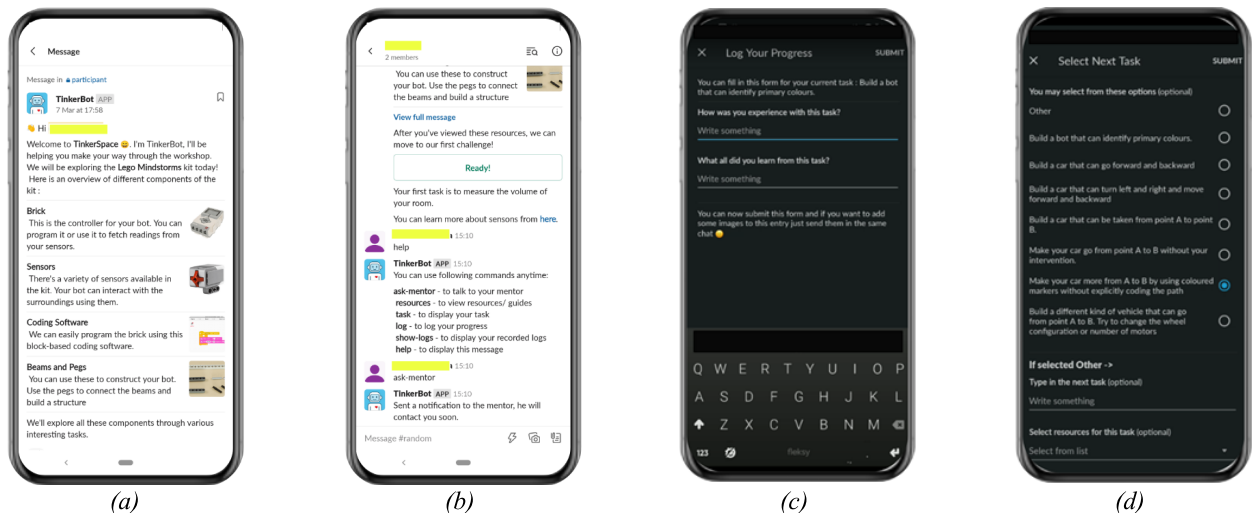 Message
Message in participant
TinkerBot APP
7 Mar at 17:58
Hi
Welcome to TinkerSpace. I'm TinkerBot, I'll be
helping you make your way through the workshop.
We will be exploring the Lego Mindstorms kit today!
Here is an overview of different components of the
kit :
Brick
This is the controller for your bot. You can
program it or use it to fetch readings from
your sensors.
Sensors
There's a variety of sensors available in
the kit. Your bot can interact with the
surroundings using them.
Coding Software
We can easily program the brick using this
block-based coding software.
Beams and Pegs
You can use these to construct your bot.
Use the pegs to connect the beams and
build a structure
We'll explore all these components through various
interesting tasks.
(a)
2 members
You can use these to construct
your bot. Use the pegs to connect
the beams and build a structure
View full message
After you've viewed these resources, we can
move to our first challenge!
Ready!
Your first task is to measure the volume of
your room.
You can learn more about sensons from here.
15:10
help
TinkerBot APP 15:10
You can use following commands anytime:
ask-mentor - to talk to your mentor
resources - to view resources/ guides
task - to display your task
log - to log your progress
show-logs - to display your recorded logs
help - to display this message
15:10
ask-mentor
TinkerBot APP 15:10
Sent a notification to the mentor, he will
contact you soon.
Message #random
(b)
Log Your Progress SUBMIT
You can fill in this form for your current task : Build a bot
that can identify primary colours.
How was you experience with this task?
Write something
What all did you learn from this task?
Write something
You can now submit this form and if you want to add
some images to this entry just send them in the same
chat
Q W E R T Y U I O P
A S D F G H J K L
Z X C V B N M
123 fleksy .
(c)
Select Next Task SUBMIT
You may select from these options (optional)
Other
Build a bot that can identify primary colours.
Build a car that can go forward and backward
Build a car that can turn left and right and move
forward and backward
Build a car that can be taken from point A to point
B.
Make your car go from point A to B without your
intervention.
Make your car more from A to B by using coloured
markers without explicitly coding the path
Build a different kind of vehicle that can go
from point A to B. Try to change the wheel
configuration or number of motors
If selected Other ->
Type in the next task (optional)
Write something
Select resources for this task (optional)
Select from list
(d)